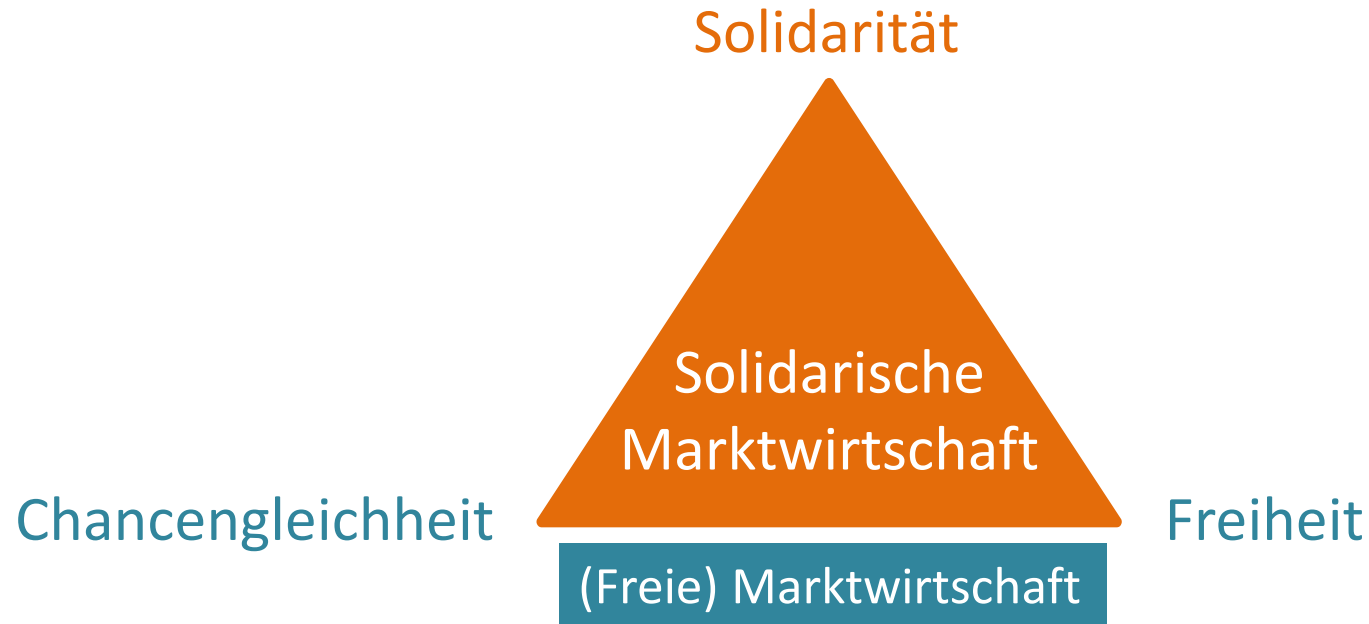 Solidarität
Solidarische
Marktwirtschaft
Chancengleichheit
Freiheit
(Freie) Marktwirtschaft